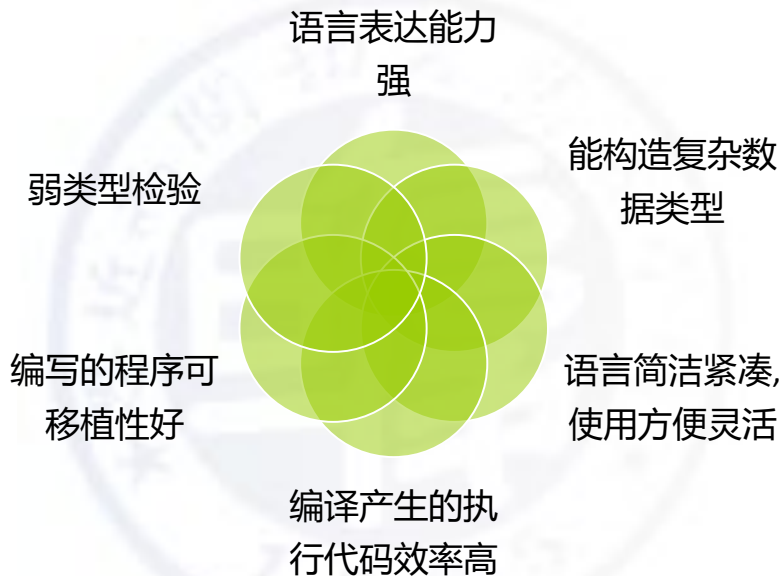 语言表达能力
强
能构造复杂数
据类型
语言简洁紧凑,
使用方便灵活
编译产生的执
行代码效率高
编写的程序可
移植性好
弱类型检验